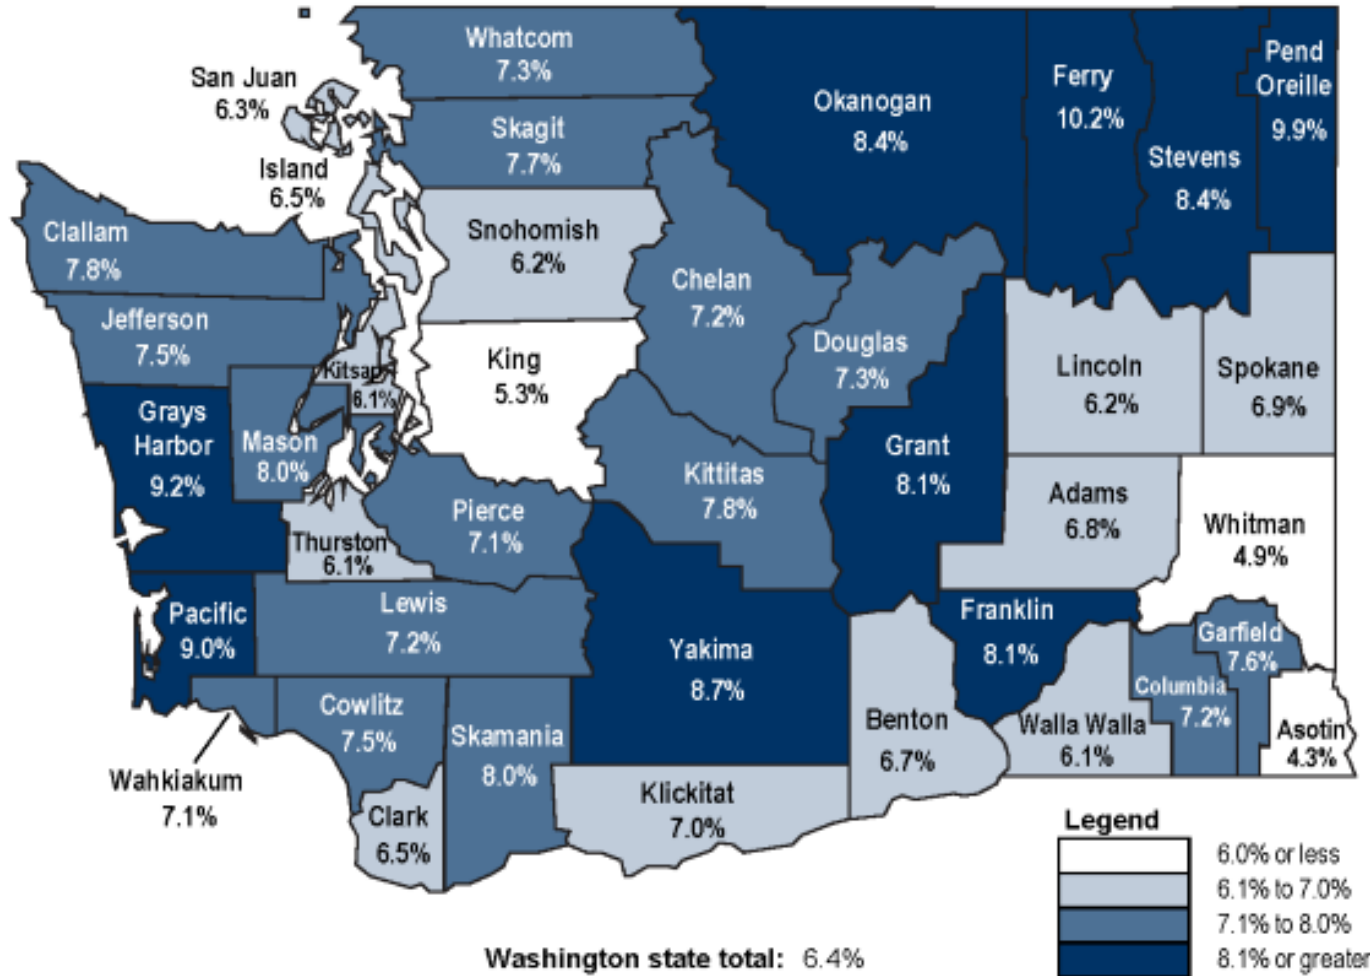 Whatcom
7.3%
San Juan
6.3%
Skagit
7.7%
Island
6.5%
Okanogan
8.4%
Ferry
10.2%
Pend
Oreille
9.9%
Stevens
8.4%
Clallam
7.8%
Snohomish
6.2%
Chelan
7.2%
Jefferson
7.5%
King
5.3%
Douglas
7.3%
Lincoln
6.2%
Spokane
6.9%
Kitsap
6.1%
Grays
Harbor
9.2%
Mason
8.0%
Kittitas
7.8%
Grant
8.1%
Adams
6.8%
Whitman
4.9%
Pierce
7.1%
Thurston
6.1%
Pacific
9.0%
Lewis
7.2%
Yakima
8.7%
Franklin
8.1%
Garfield
7.6%
Columbia
7.2%
Cowlitz
7.5%
Skamania
8.0%
Benton
6.7%
Walla Walla
6.1%
Asotin
4.3%
Wahkiakum
7.1%
Clark
6.5%
Klickitat
7.0%
Legend
6.0% or less
6.1% to 7.0%
7.1% to 8.0%
8.1% or greater
Washington state total: 6.4%